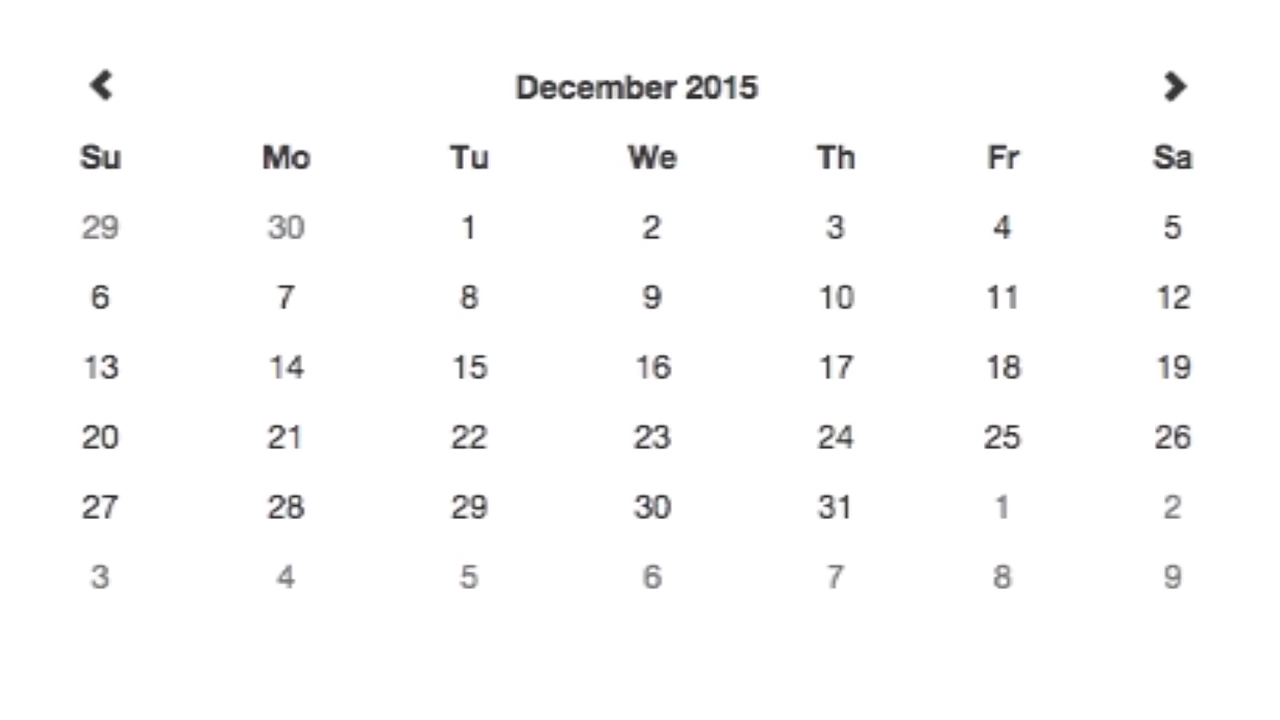 December 2015
Su Mo Tu We Th Fr Sa
29 30 1 2 3 4 5
6 7 8 9 10 11 12
13 14 15 16 17 18 19
20 21 22 23 24 25 26
27 28 29 30 31 1 2
3 4 5 6 7 8 9